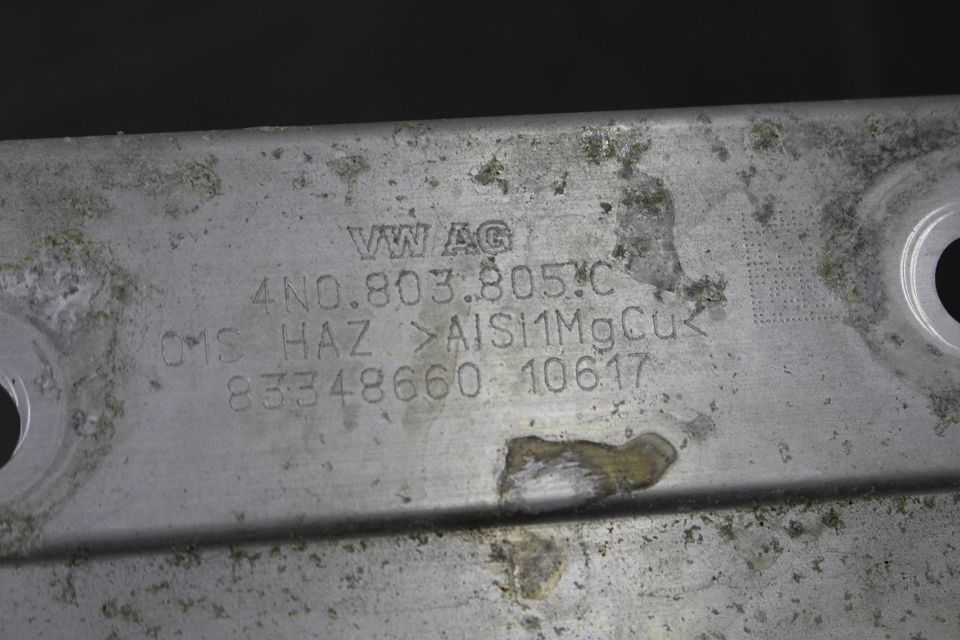 VW AG
4N0.803.805.C
01S HAZ >AlSi1MgCu<
83348660 10617